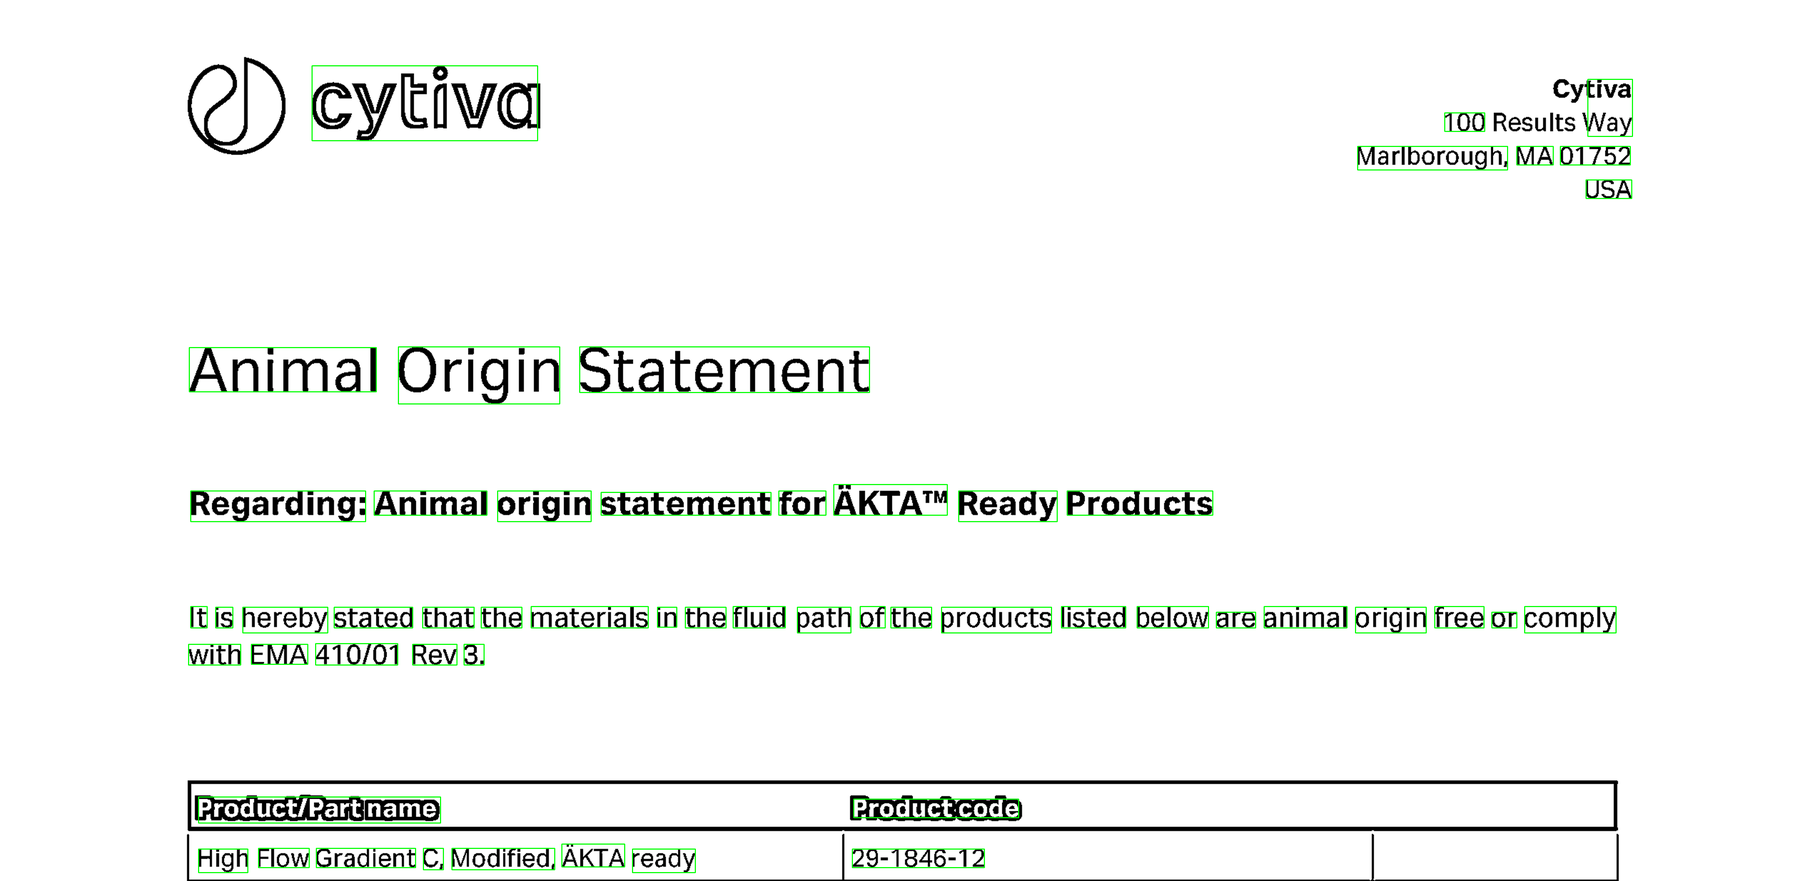 cytiva
Cytiva
100 Results Way
Marlborough, MA 01752
USA
Animal Origin Statement
Regarding: Animal origin statement for ÄKTA™ Ready Products
It is hereby stated that the materials in the fluid path of the products listed below are animal origin free or comply
with EMA 410/01 Rev 3.
Product/Part name Product code
High Flow Gradient C, Modified, ÄKTA ready 29-1846-12